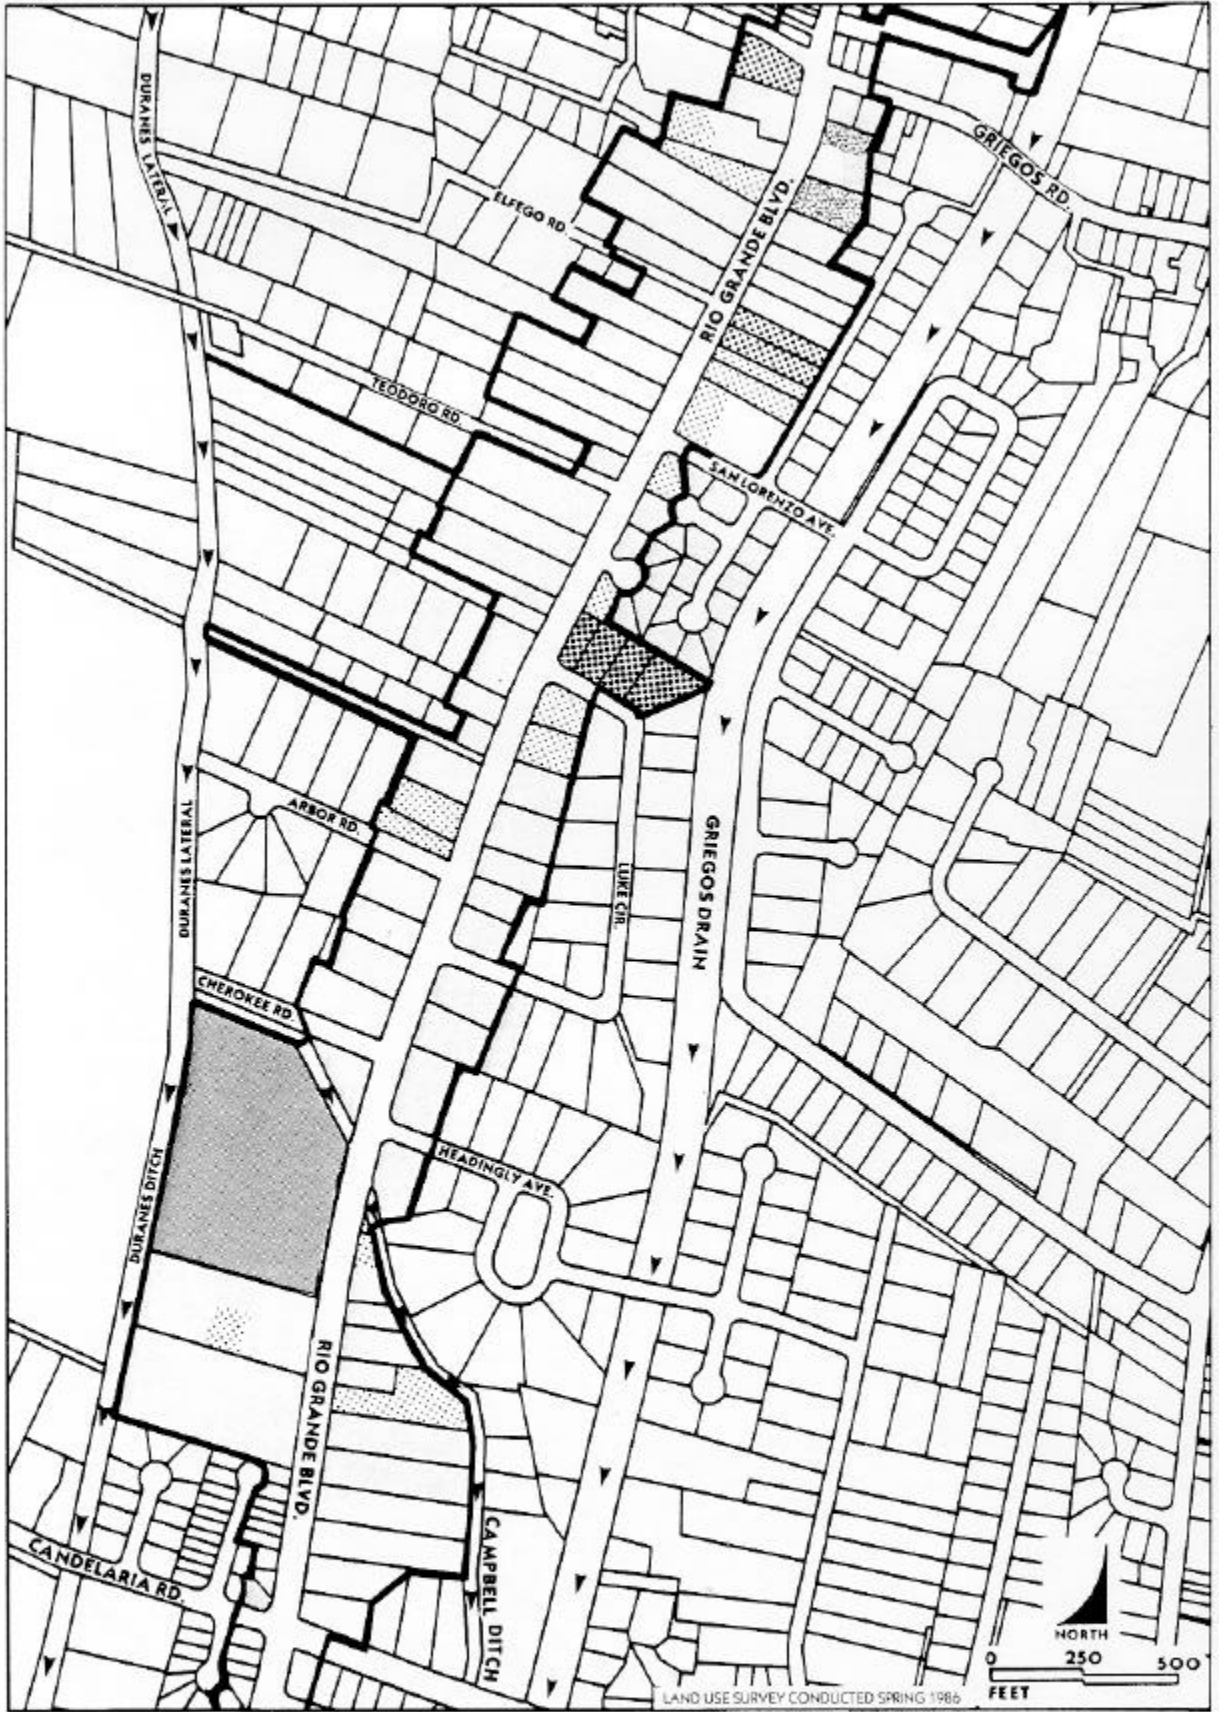 DURANES LATERAL
GRIEGOS RD.
ELFEGO RD.
RIO GRANDE BLVD.
TEODORO RD.
SAN LORENZO AVE.
ARBOR RD.
DURANES LATERAL
LUKE CIR.
GRIEGOS DRAIN
CHEROKEE RD.
HEADINGLY AVE.
DURANES DITCH
RIO GRANDE BLVD.
CAMPBELL DITCH
CANDELARIA RD.
NORTH
0 250 500
FEET
LAND USE SURVEY CONDUCTED SPRING 1986